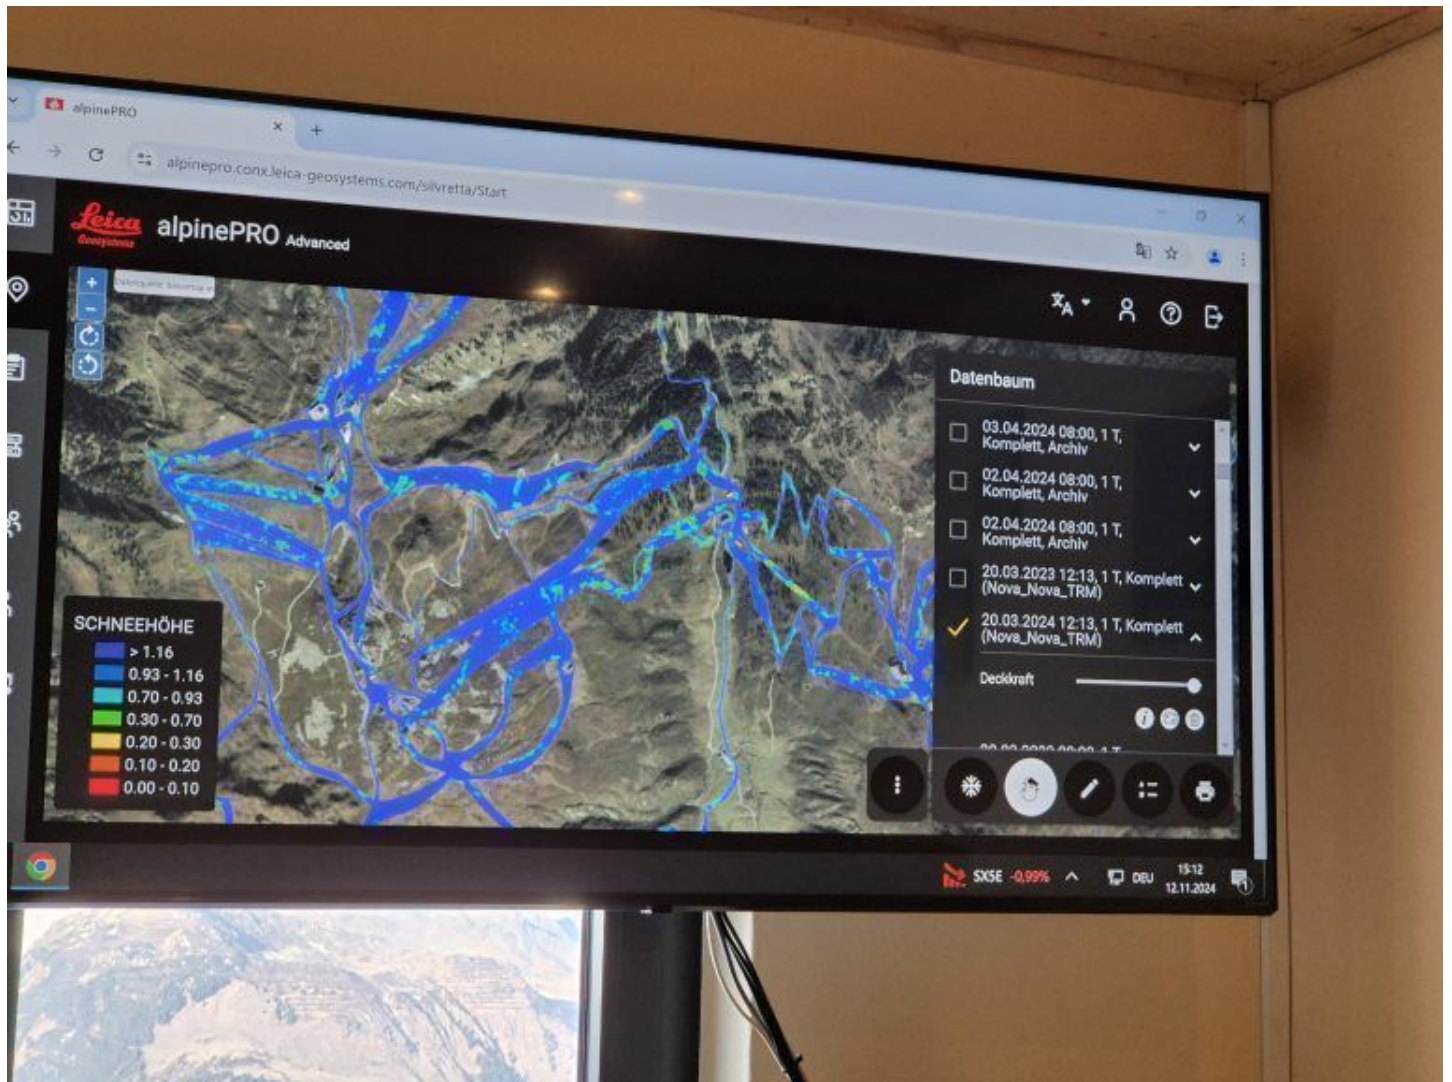 alpinePRO
alpinepro.conx.leica-geosystems.com/silvretta/Start
Leica
Geosystems
alpinePRO Advanced
Datenbaum
03.04.2024 08:00, 1 T,
Komplett, Archiv
02.04.2024 08:00, 1 T,
Komplett, Archiv
02.04.2024 08:00, 1 T,
Komplett, Archiv
20.03.2023 12:13, 1 T, Komplett
(Nova_Nova_TRM)
20.03.2024 12:13, 1 T, Komplett
(Nova_Nova_TRM)
Deckkraft
SCHNEEHÖHE
> 1.16
0.93 - 1.16
0.70 - 0.93
0.30 - 0.70
0.20 - 0.30
0.10 - 0.20
0.00 - 0.10
SX5E -0,99% DEU
15:12
12.11.2024
1